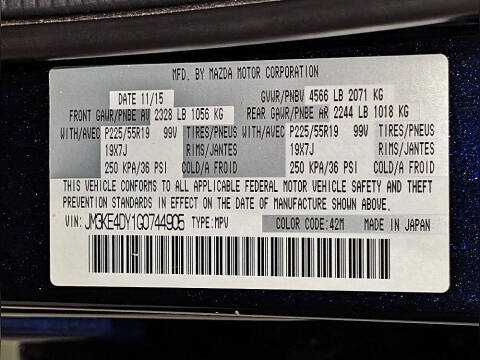 MFD. BY MAZDA MOTOR CORPORATION
DATE 11/15 GVWR/PNBV 4566 LB 2071 KG
FRONT GAWR/PNBE AV 2328 LB 1056 KG REAR GAWR/PNBE AR 2244 LB 1018 KG
WITH/AVEC P225/55R19 99V TIRES/PNEUS WITH/AVEC P225/55R19 99V TIRES/PNEUS
19X7J RIMS/JANTES 19X7J RIMS/JANTES
250 KPA/36 PSI COLD/A FROID 250 KPA/36 PSI COLD/A FROID
THIS VEHICLE CONFORMS TO ALL APPLICABLE FEDERAL MOTOR VEHICLE SAFETY AND THEFT
PREVENTION STANDARDS IN EFFECT ON THE DATE OF MANUFACTURE SHOWN ABOVE.
VIN: JM3KE4DY1G0744905 TYPE: MPV COLOR CODE: 42M MADE IN JAPAN